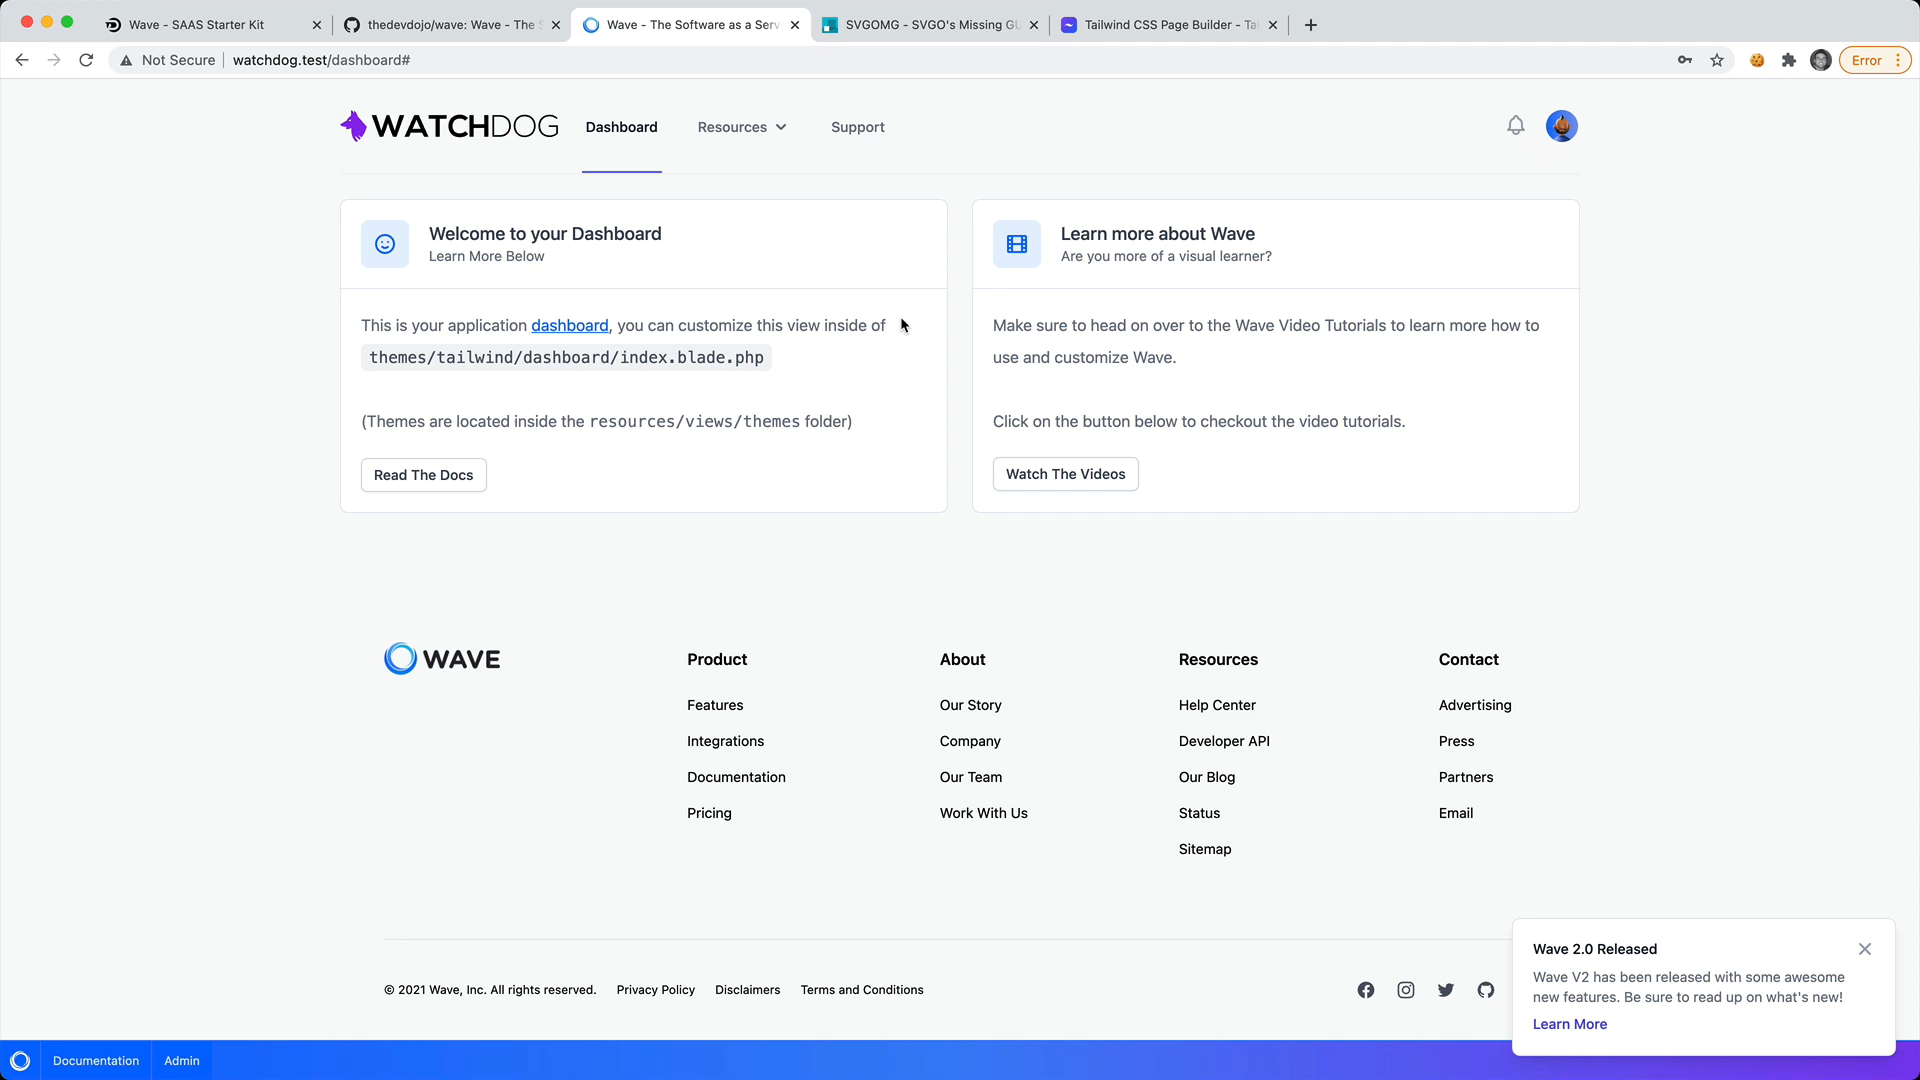 Wave - SAAS Starter Kit
thedevdojo/wave: Wave - The S
Wave - The Software as a Serv
SVGOMG - SVGO's Missing GU
Tailwind CSS Page Builder - Ta
Not Secure
watchdog.test/dashboard#
Error
WATCHDOG
Dashboard
Resources
Support
Welcome to your Dashboard
Learn More Below
This is your application dashboard, you can customize this view inside of
themes/tailwind/dashboard/index.blade.php
(Themes are located inside the resources/views/themes folder)
Read The Docs
Learn more about Wave
Are you more of a visual learner?
Make sure to head on over to the Wave Video Tutorials to learn more how to
use and customize Wave.
Click on the button below to checkout the video tutorials.
Watch The Videos
WAVE
Product
Features
Integrations
Documentation
Pricing
About
Our Story
Company
Our Team
Work With Us
Resources
Help Center
Developer API
Our Blog
Status
Sitemap
Contact
Advertising
Press
Partners
Email
© 2021 Wave, Inc. All rights reserved.
Privacy Policy
Disclaimers
Terms and Conditions
Wave 2.0 Released
Wave V2 has been released with some awesome
new features. Be sure to read up on what's new!
Learn More
Documentation
Admin